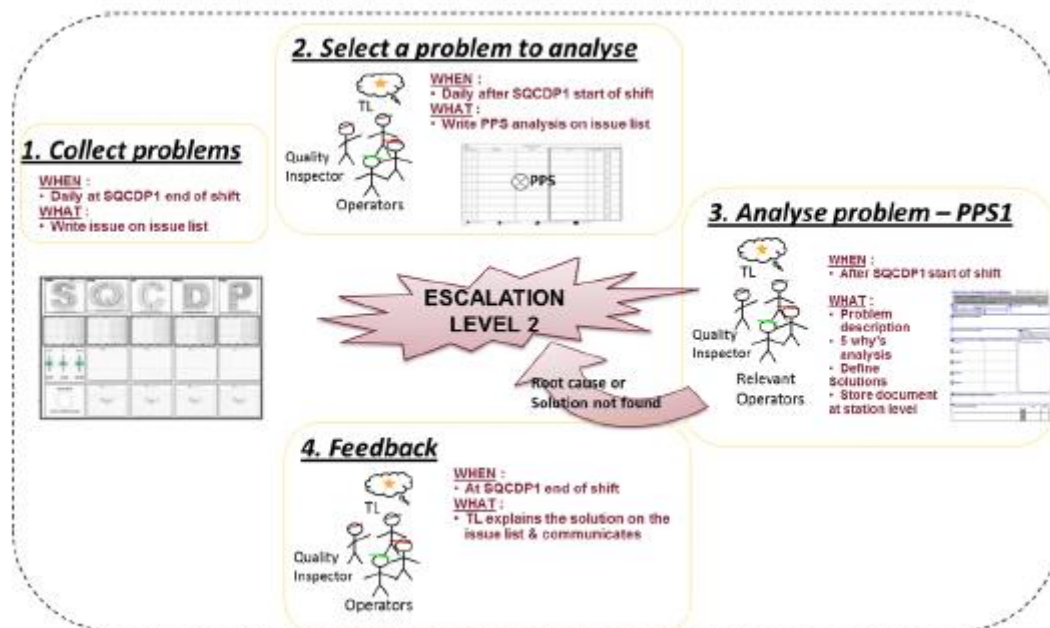 1. Collect problems
WHEN :
• Daily at SQCDP1 end of shift
WHAT :
• Write issue on issue list
S Q C D P
2. Select a problem to analyse
TL
Quality
Inspector
Operators
WHEN :
• Daily after SQCDP1 start of shift
WHAT :
• Write PPS analysis on issue list
PPS
3. Analyse problem – PPS1
TL
Quality
Inspector
Relevant
Operators
WHEN :
• After SQCDP1 start of shift
WHAT :
• Problem
description
• 5 why's
analysis
• Define
Solutions
• Store document
at station level
ESCALATION
LEVEL 2
Root cause or
Solution not found
4. Feedback
TL
Quality
Inspector
Operators
WHEN :
• At SQCDP1 end of shift
WHAT :
• TL explains the solution on the
issue list & communicates